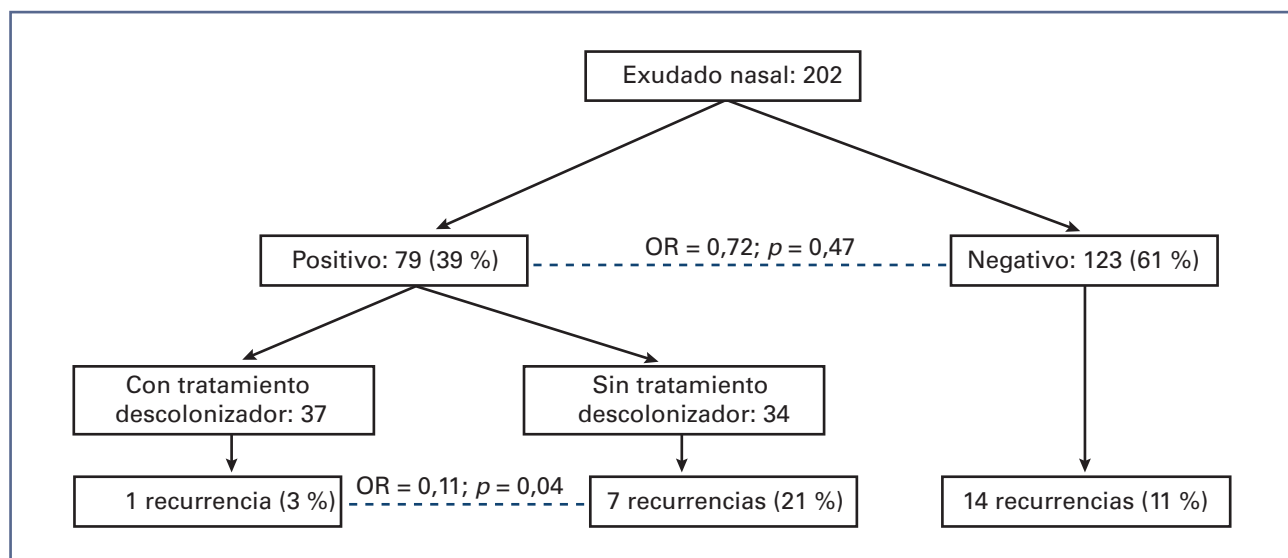 Exudado nasal: 202
Positivo: 79 (39 %)
OR = 0,72; p = 0,47
Negativo: 123 (61 %)
Con tratamiento
descolonizador: 37
Sin tratamiento
descolonizador: 34
1 recurrencia (3 %)
OR = 0,11; p = 0,04
7 recurrencias (21 %)
14 recurrencias (11 %)